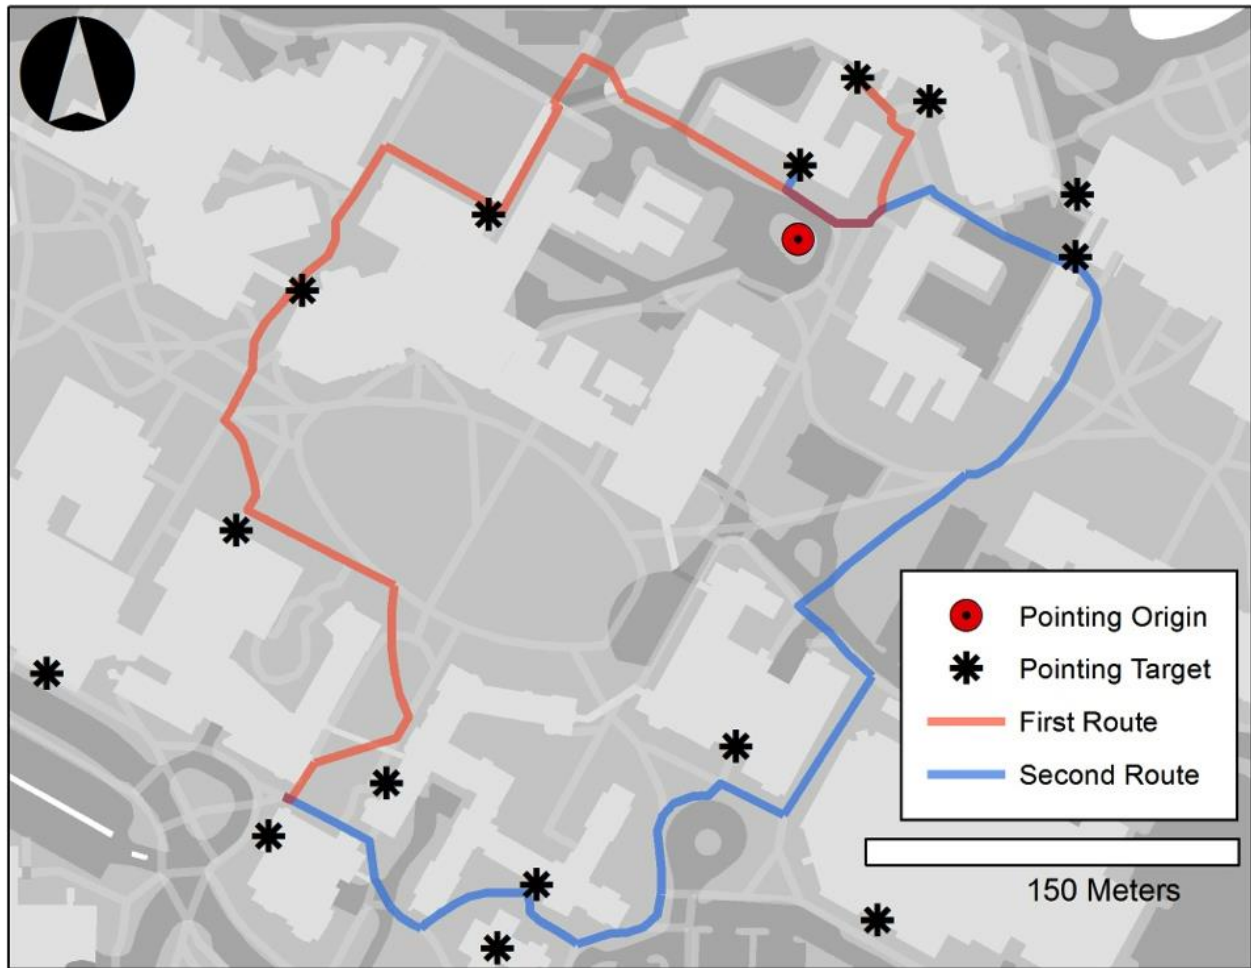 Pointing Origin
Pointing Target
First Route
Second Route
150 Meters